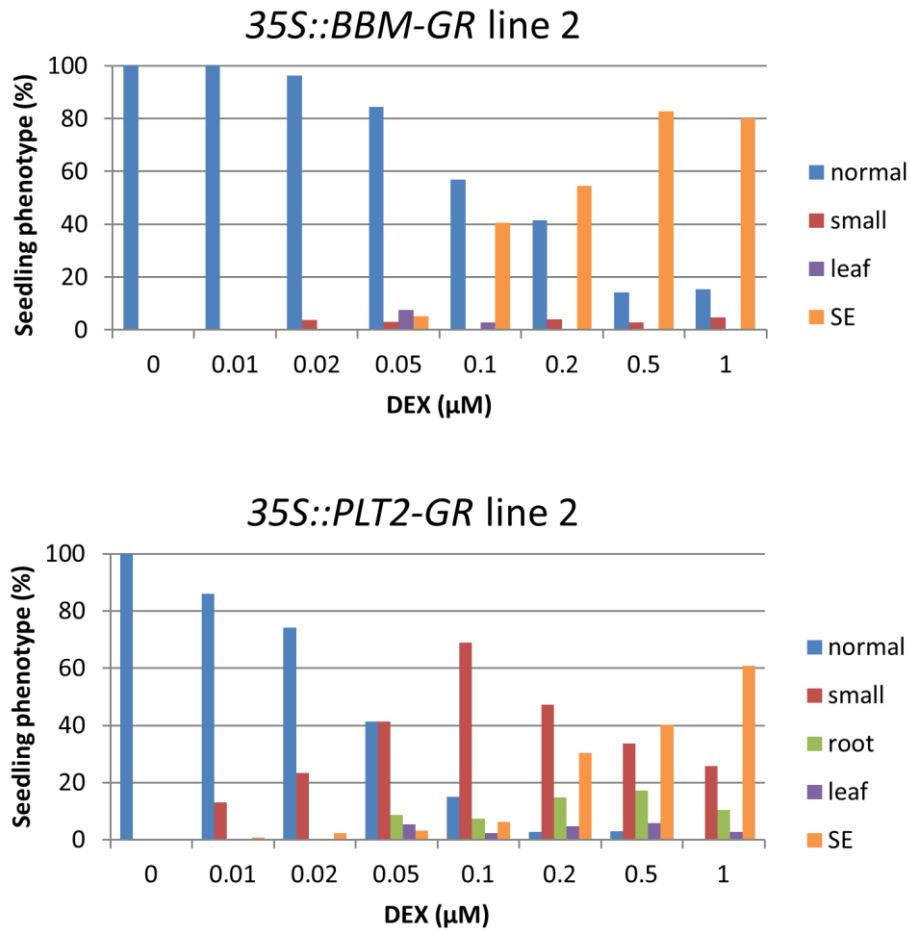 35S::BBM-GR line 2
Seedling phenotype (%)
100
80
60
40
20
0
0 0.01 0.02 0.05 0.1 0.2 0.5 1
DEX (µM)
normal
small
leaf
SE
35S::PLT2-GR line 2
Seedling phenotype (%)
100
80
60
40
20
0
0 0.01 0.02 0.05 0.1 0.2 0.5 1
DEX (µM)
normal
small
root
leaf
SE